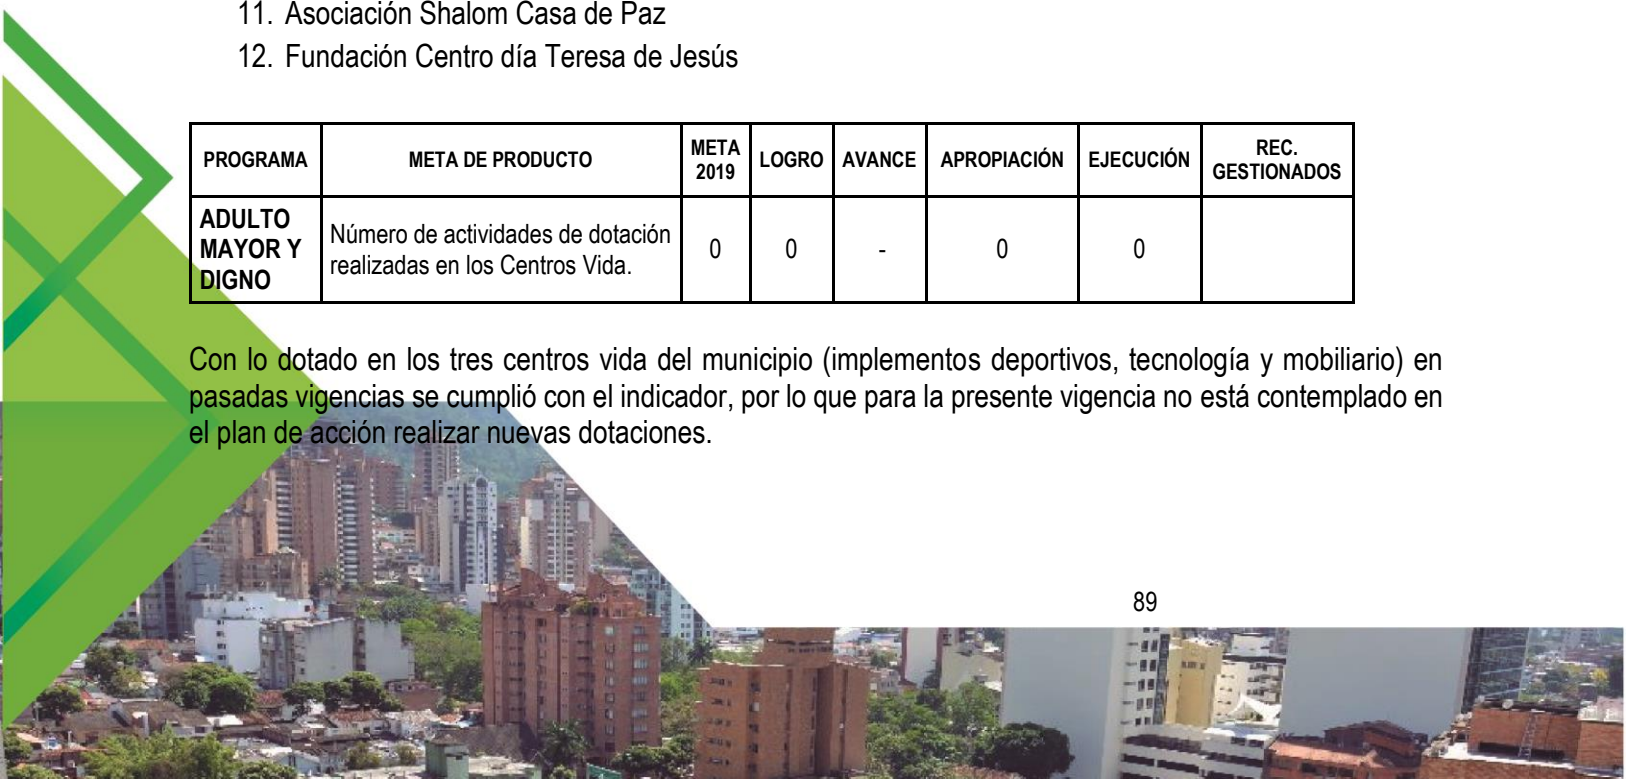 11. Asociación Shalom Casa de Paz
12. Fundación Centro día Teresa de Jesús
PROGRAMA META DE PRODUCTO META 2019 LOGRO AVANCE APROPIACIÓN EJECUCIÓN REC. GESTIONADOS
ADULTO MAYOR Y DIGNO Número de actividades de dotación realizadas en los Centros Vida. 0 0 - 0 0
Con lo dotado en los tres centros vida del municipio (implementos deportivos, tecnología y mobiliario) en
pasadas vigencias se cumplió con el indicador, por lo que para la presente vigencia no está contemplado en
el plan de acción realizar nuevas dotaciones.
89